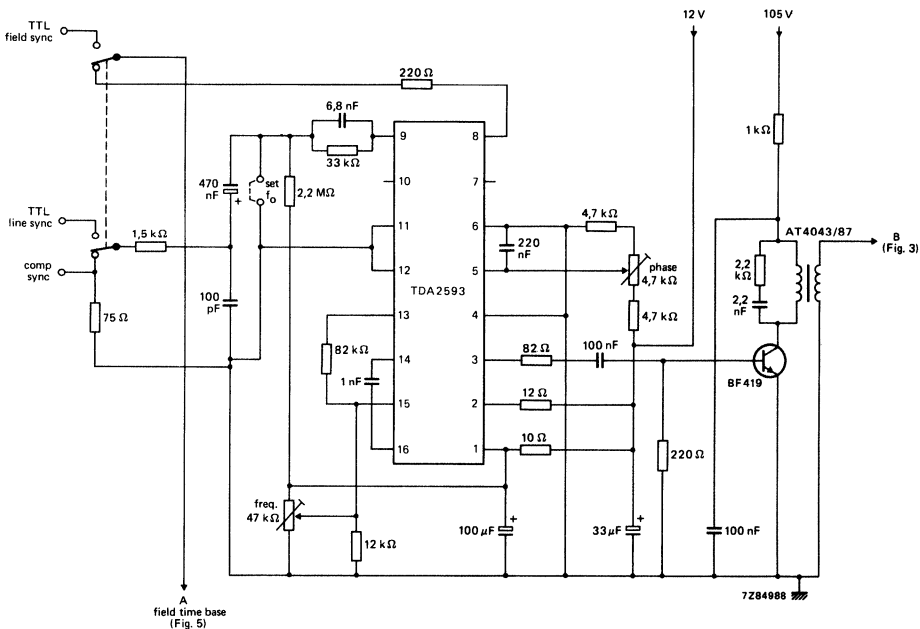 TTL
field sync
12 V
105 V
220 Ω
6,8 nF
33 kΩ
1 kΩ
470
nF
+
set
f₀
2,2 MΩ
9
10
11
12
13
14
15
16
8
7
6
5
4
3
2
1
TDA2593
TTL
line sync
1,5 kΩ
comp
sync
75 Ω
100
pF
82 kΩ
1 nF
220
nF
4,7 kΩ
phase
4,7 kΩ
4,7 kΩ
AT4043/87
B
(Fig. 3)
2,2
kΩ
2,2
nF
BF419
82 Ω
100 nF
12 Ω
10 Ω
220 Ω
freq.
47 kΩ
12 kΩ
100 µF
+
33 µF
+
100 nF
7Z84988
A
field time base
(Fig. 5)